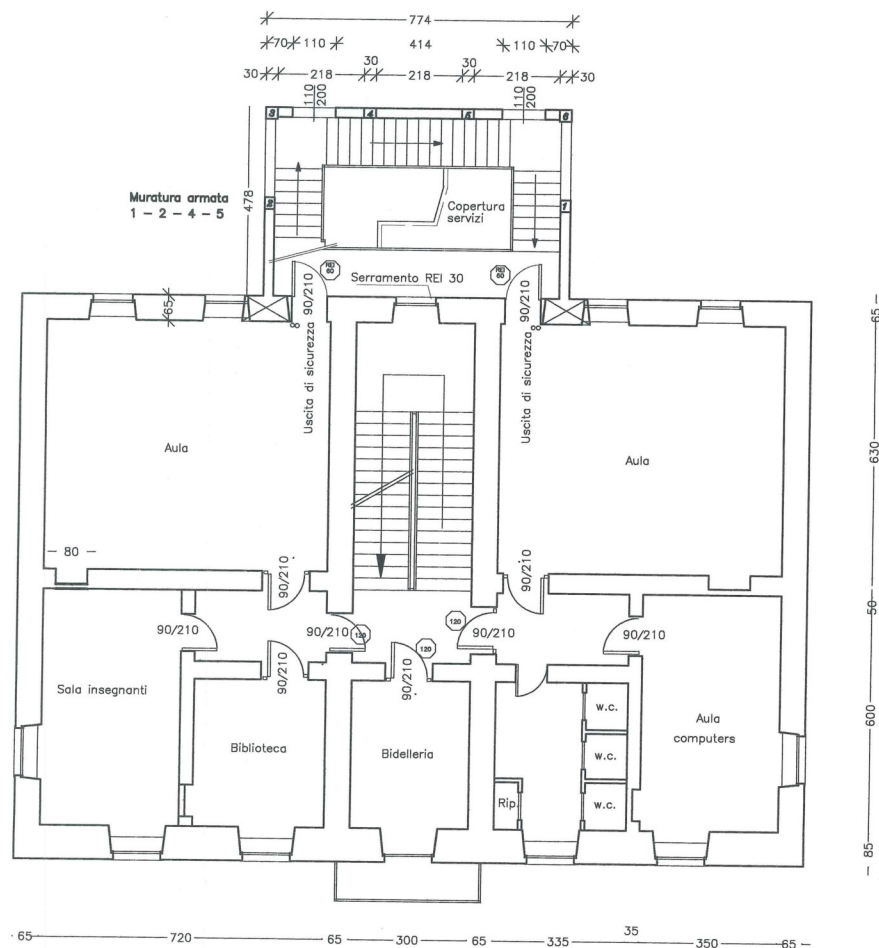 774
70 110 414 110 70
30 30
30 218 218 218 30
110
200
110
200
3 4 5 6
478
Muratura armata
1 - 2 - 4 - 5
2
1
Copertura
servizi
REI
60
REI
60
Serramento REI 30
90/210
90/210
65
65
Uscita di sicurezza
Uscita di sicurezza
Aula
Aula
630
80
90/210
90/210
50
90/210
90/210
120
120
120
90/210
90/210
90/210
90/210
Sala insegnanti
Biblioteca
Bidelleria
w.c.
w.c.
w.c.
Rip.
Aula
computers
600
85
65 720 65 300 65 335 35 350 65